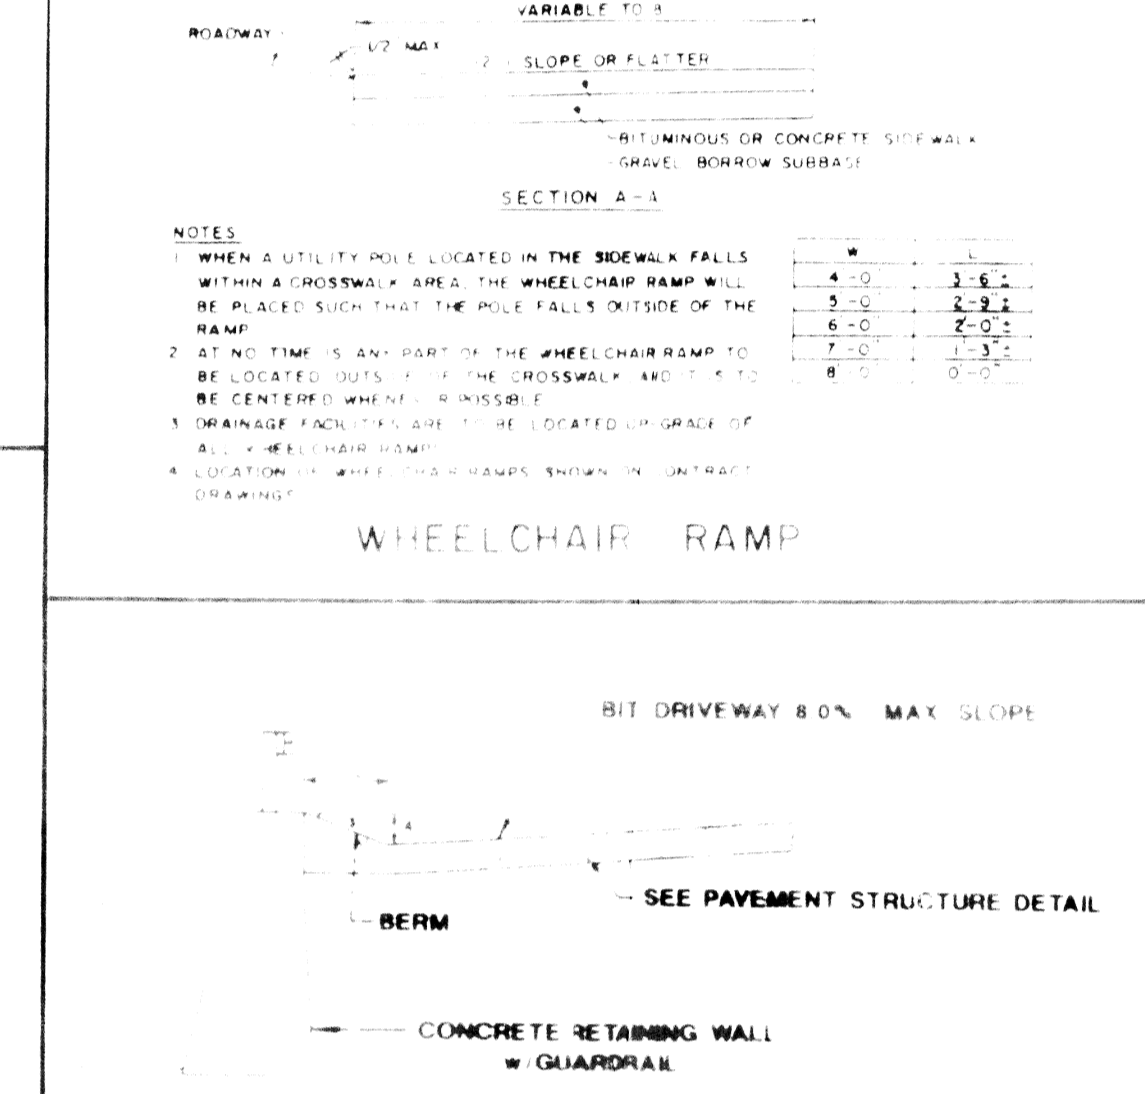 VARIABLE TO 8
ROADWAY
1/2 MAX
SLOPE OR FLATTER
BITUMINOUS OR CONCRETE SIDEWALK
GRAVEL BORROW SUBBASE
SECTION A-A
NOTES
1 WHEN A UTILITY POLE LOCATED IN THE SIDEWALK FALLS
WITHIN A CROSSWALK AREA, THE WHEELCHAIR RAMP WILL
BE PLACED SUCH THAT THE POLE FALLS OUTSIDE OF THE
RAMP
2 AT NO TIME IS ANY PART OF THE WHEELCHAIR RAMP TO
BE LOCATED OUTSIDE OF THE CROSSWALK AND IT IS TO
BE CENTERED WHENEVER POSSIBLE
3 DRAINAGE FACILITIES ARE TO BE LOCATED UP-GRADE OF
ALL WHEELCHAIR RAMPS
4 LOCATION OF WHEELCHAIR RAMPS SHOWN ON CONTRACT
DRAWINGS
W L
4'-0" 3'-6"±
5'-0" 2'-9"±
6'-0" 2'-0"±
7'-0" 1'-3"±
8'-0" 0'-0"
WHEELCHAIR RAMP
BIT DRIVEWAY 8.0% MAX SLOPE
4
SEE PAVEMENT STRUCTURE DETAIL
BERM
CONCRETE RETAINING WALL
W/GUARDRAIL